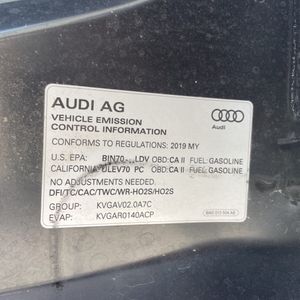 AUDI AG
Audi
VEHICLE EMISSION
CONTROL INFORMATION
CONFORMS TO REGULATIONS: 2019 MY
U.S. EPA: BIN70 LDV OBD: CA II FUEL: GASOLINE
CALIFORNIA: ULEV70 PC OBD: CA II FUEL: GASOLINE
NO ADJUSTMENTS NEEDED.
DFI/TC/CAC/TWC/WR-HO2S/HO2S
GROUP: KVGAV02.0A7C
EVAP: KVGAR0140ACP